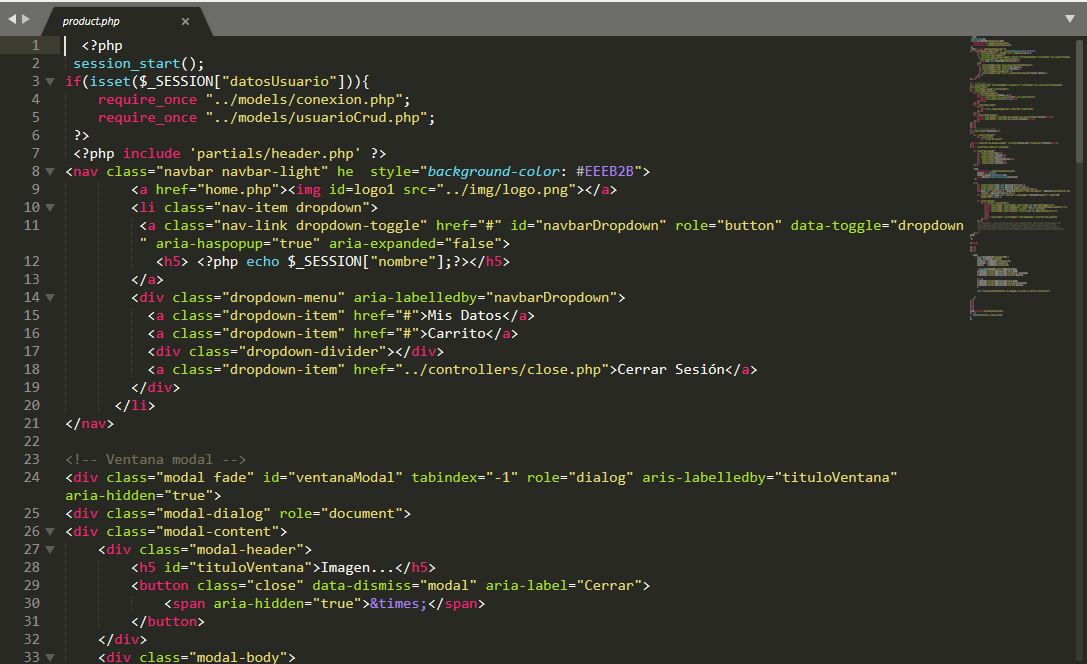 product.php ×
1 <?php
2 session_start();
3 if(isset($_SESSION["datosUsuario"])){
4 require_once "../models/conexion.php";
5 require_once "../models/usuarioCrud.php";
6 ?>
7 <?php include 'partials/header.php' ?>
8 <nav class="navbar navbar-light" he  style="background-color: #EEEB2B">
9 <a href="home.php"><img id=logo1 src="../img/logo.png"></a>
10 <li class="nav-item dropdown">
11 <a class="nav-link dropdown-toggle" href="#" id="navbarDropdown" role="button" data-toggle="dropdown
" aria-haspopup="true" aria-expanded="false">
12 <h5> <?php echo $_SESSION["nombre"];?></h5>
13 </a>
14 <div class="dropdown-menu" aria-labelledby="navbarDropdown">
15 <a class="dropdown-item" href="#">Mis Datos</a>
16 <a class="dropdown-item" href="#">Carrito</a>
17 <div class="dropdown-divider"></div>
18 <a class="dropdown-item" href="../controllers/close.php">Cerrar Sesión</a>
19 </div>
20 </li>
21 </nav>
22
23 <!-- Ventana modal -->
24 <div class="modal fade" id="ventanaModal" tabindex="-1" role="dialog" aris-labelledby="tituloVentana"
aria-hidden="true">
25 <div class="modal-dialog" role="document">
26 <div class="modal-content">
27 <div class="modal-header">
28 <h5 id="tituloVentana">Imagen...</h5>
29 <button class="close" data-dismiss="modal" aria-label="Cerrar">
30 <span aria-hidden="true">&times;</span>
31 </button>
32 </div>
33 <div class="modal-body">